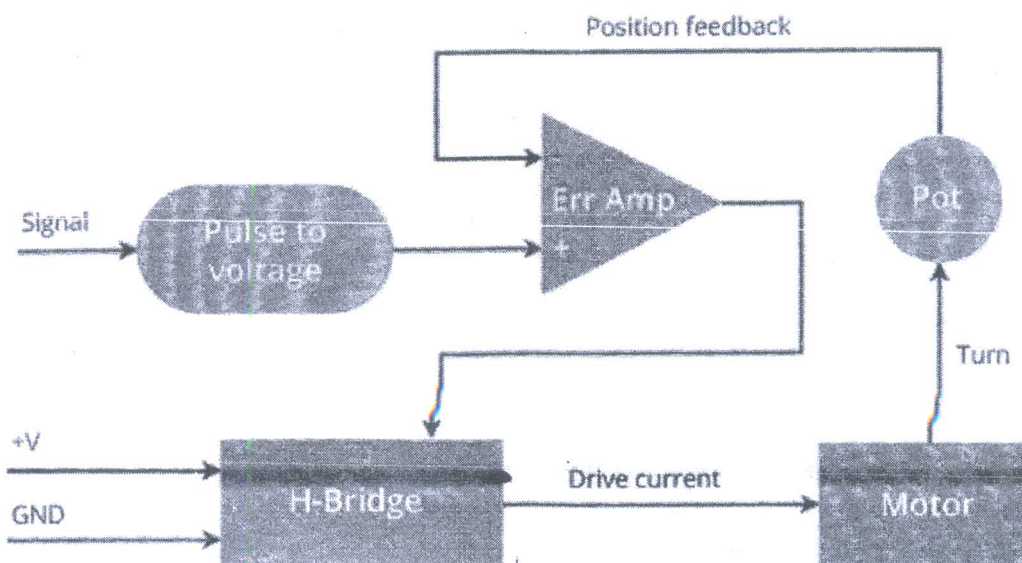 Position feedback
Signal
Pulse to
voltage
Err Amp
+
Pot
Turn
+V
GND
H-Bridge
Drive current
Motor